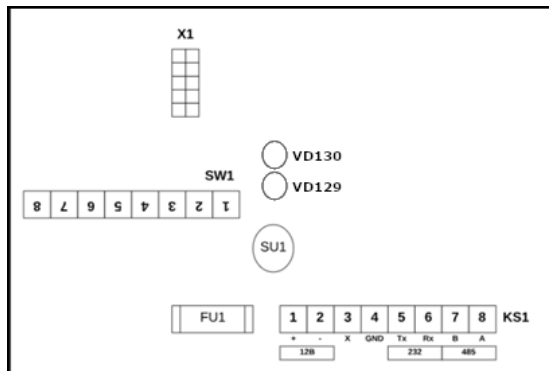 X1
VD130
VD129
SW1
8 7 6 5 4 3 2 1
SU1
FU1
1 2 3 4 5 6 7 8 KS1
+ - X GND Tx Rx B A
12В 232 485